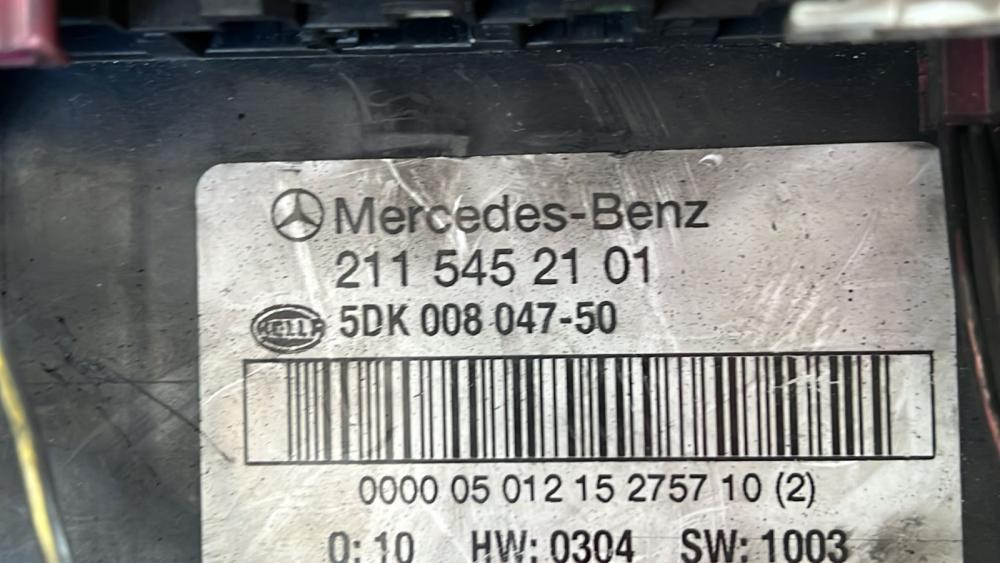 Mercedes-Benz
211 545 21 01
HELLA 5DK 008 047-50
0000 05 012 15 2757 10 (2)
0: 10 HW: 0304 SW: 1003